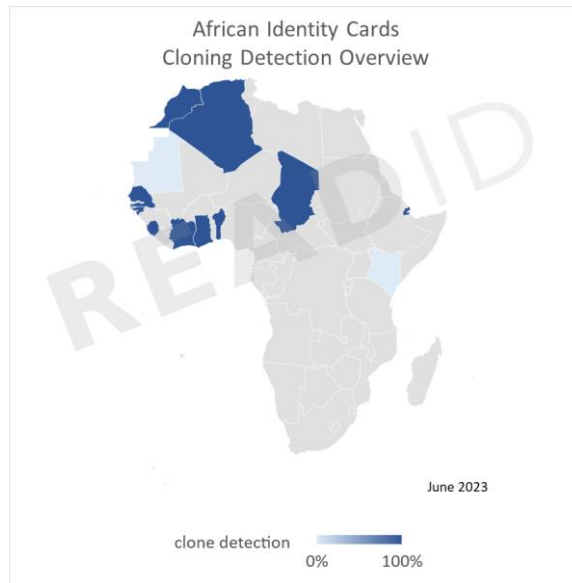 African Identity Cards
Cloning Detection Overview
READID
June 2023
clone detection
0%
100%